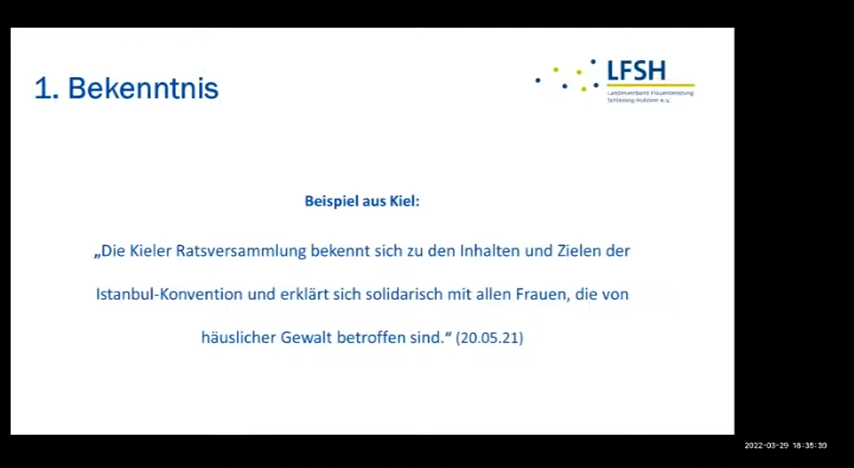 1. Bekenntnis
LFSH
Landesverband Frauenberatung
Schleswig-Holstein e.V.
Beispiel aus Kiel:
„Die Kieler Ratsversammlung bekennt sich zu den Inhalten und Zielen der
Istanbul-Konvention und erklärt sich solidarisch mit allen Frauen, die von
häuslicher Gewalt betroffen sind.“ (20.05.21)
2022-03-29 18:35:39